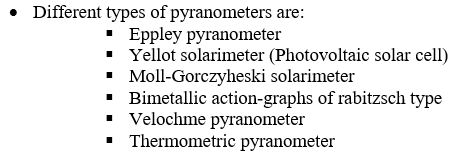 • Different types of pyranometers are:
▪ Eppley pyranometer
▪ Yellot solarimeter (Photovoltaic solar cell)
▪ Moll-Gorczyheski solarimeter
▪ Bimetallic action-graphs of rabitzsch type
▪ Velochme pyranometer
▪ Thermometric pyranometer